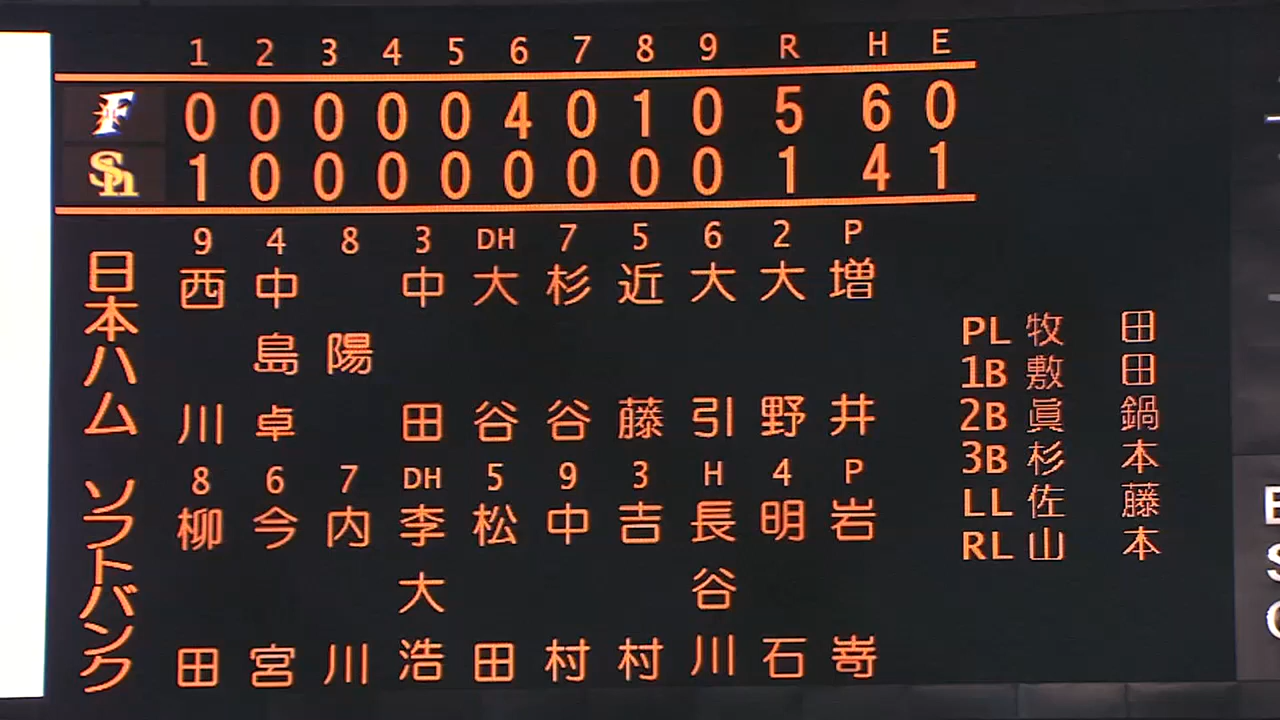 1 2 3 4 5 6 7 8 9 R H E
F 0 0 0 0 0 4 0 1 0 5 6 0
Sh 1 0 0 0 0 0 0 0 0 1 4 1
日本ハム
9 4 8 3 DH 7 5 6 2 P
西川 中島卓 陽 中田 大谷 杉谷 近藤 大引 大野 増井
ソフトバンク
8 6 7 DH 5 9 3 H 4 P
柳田 今宮 内川 李大浩 松田 中村 吉村 長谷川 明石 岩嵜
PL 牧田
1B 敷田
2B 眞鍋
3B 杉本
LL 佐藤
RL 山本